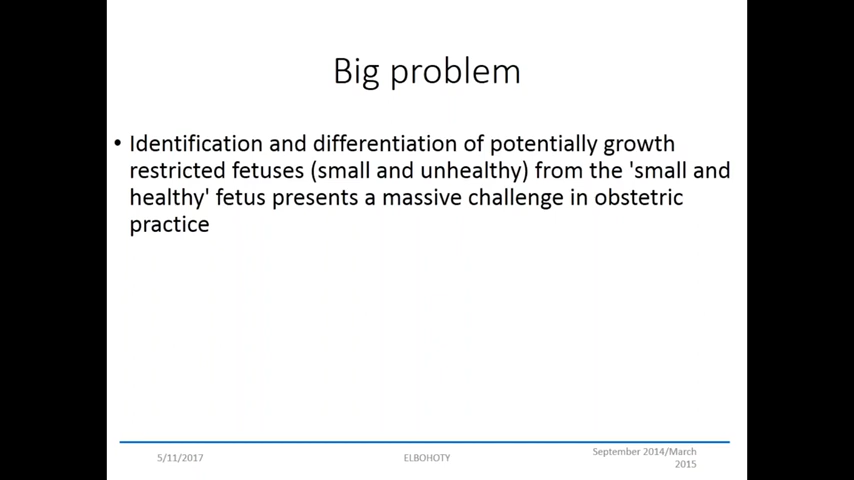 Big problem
• Identification and differentiation of potentially growth
restricted fetuses (small and unhealthy) from the 'small and
healthy' fetus presents a massive challenge in obstetric
practice
5/11/2017
ELBOHOTY
September 2014/March
2015